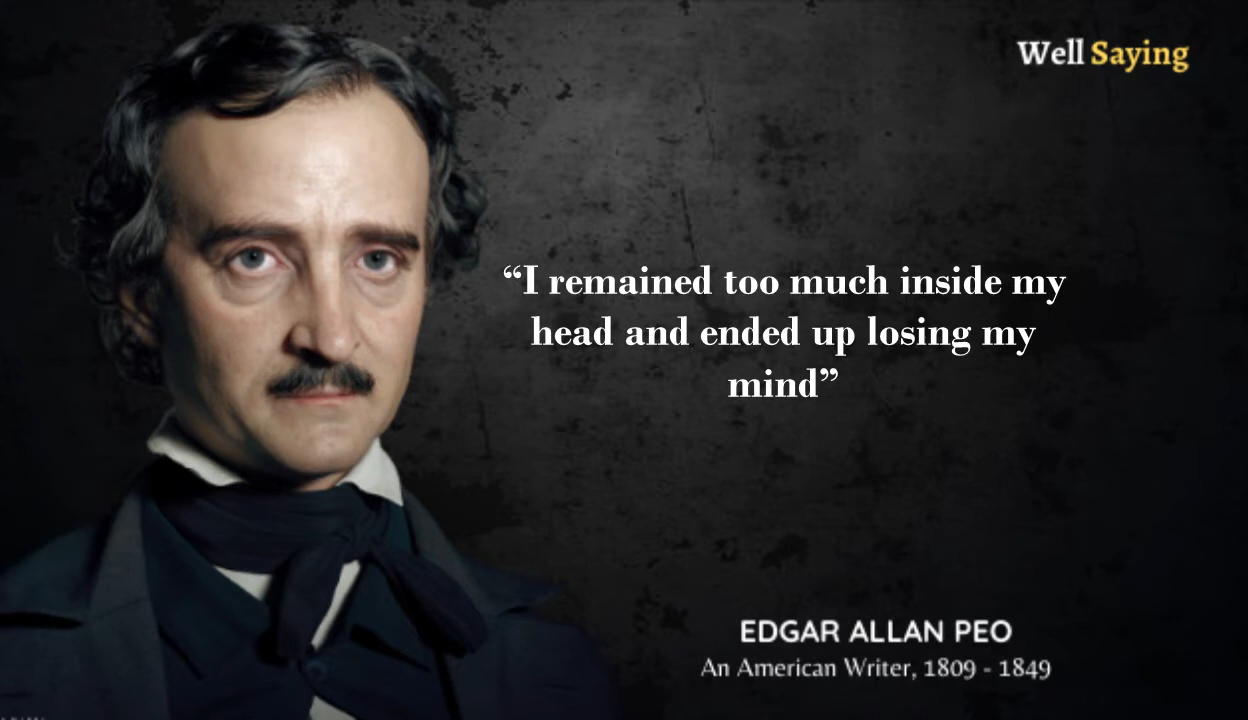 Well Saying
“I remained too much inside my
head and ended up losing my
mind”
EDGAR ALLAN PEO
An American Writer, 1809 - 1849